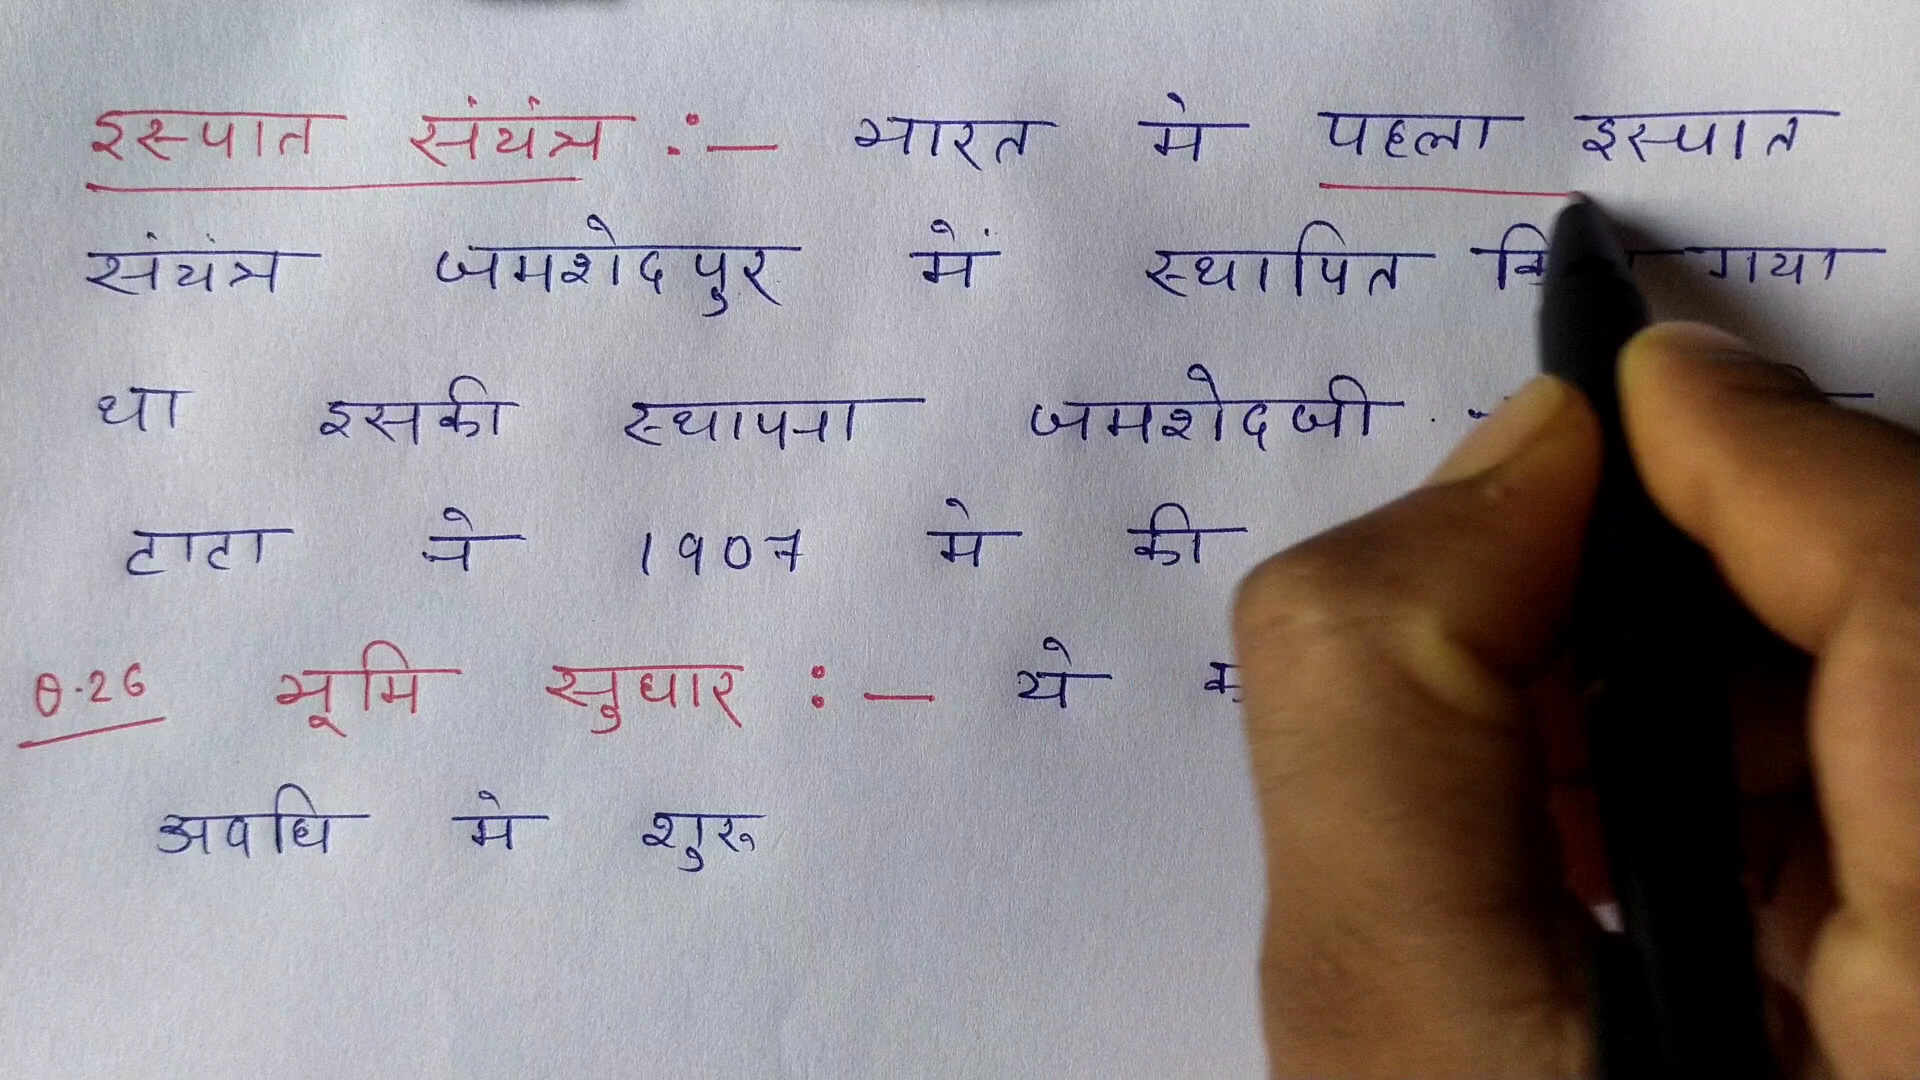 इस्पात संयंत्र :- भारत मे पहला इस्पात
संयंत्र जमशेदपुर में स्थापित गया
था इसकी स्थापना जमशेदजी
टाटा ने 1907 मे की
Q.26 भूमि सुधार :- ये
अवधि मे शुरू